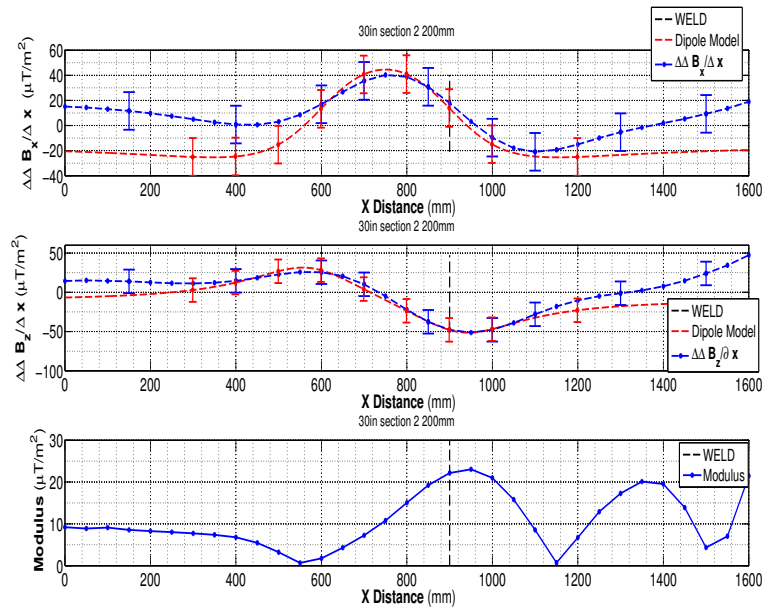 30in section 2 200mm
WELD
Dipole Model
ΔΔ B_x/Δ x
ΔΔ B_x/Δ x (μT/m^2)
60
40
20
0
−20
−40
0 200 400 600 800 1000 1200 1400 1600
X Distance (mm)
30in section 2 200mm
ΔΔ B_z/Δ x (μT/m^2)
50
0
−50
−100
WELD
Dipole Model
ΔΔ B_z/∂ x
0 200 400 600 800 1000 1200 1400 1600
X Distance (mm)
30in section 2 200mm
WELD
Modulus
Modulus (μT/m^2)
30
20
10
0
0 200 400 600 800 1000 1200 1400 1600
X Distance (mm)